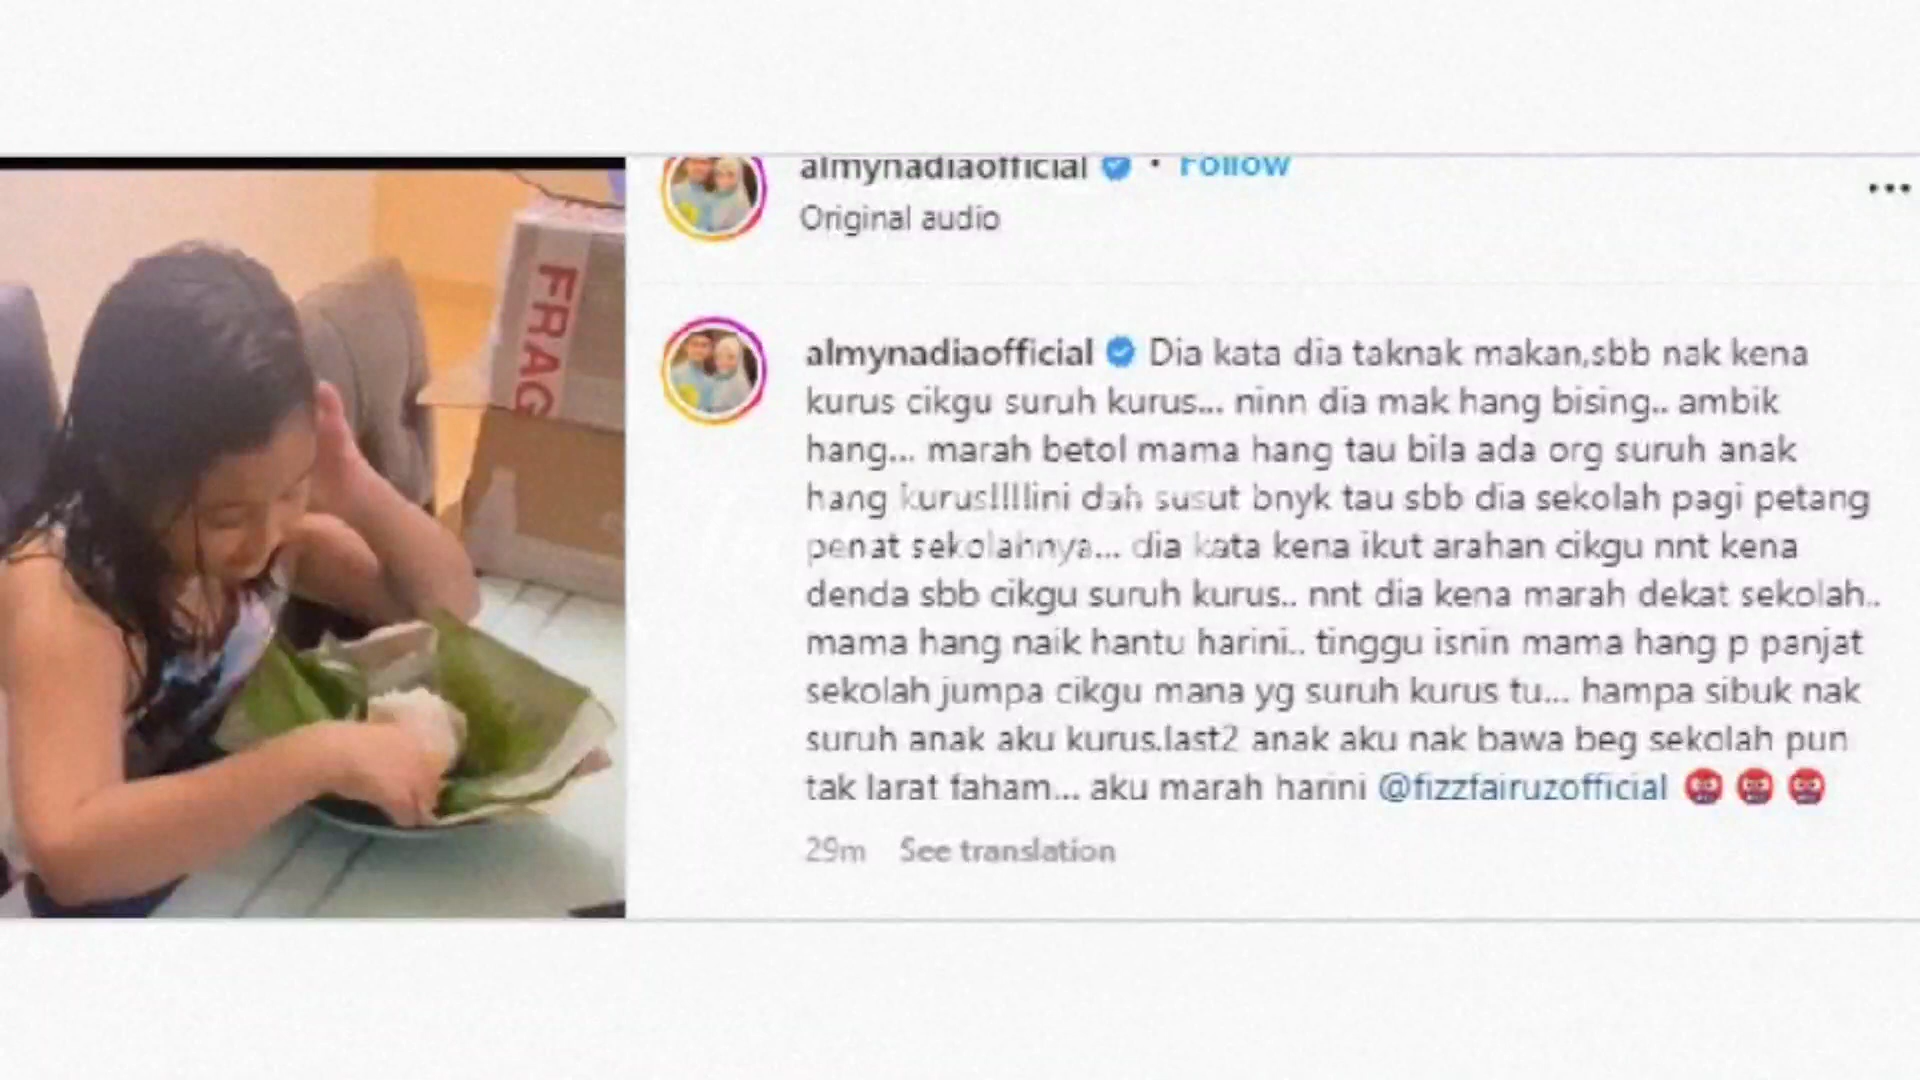 FRAG
almynadiaofficial • Follow
Original audio
almynadiaofficial Dia kata dia taknak makan,sbb nak kena
kurus cikgu suruh kurus... ninn dia mak hang bising.. ambik
hang... marah betol mama hang tau bila ada org suruh anak
hang kurus!!!!ini dah susut bnyk tau sbb dia sekolah pagi petang
penat sekolahnya... dia kata kena ikut arahan cikgu nnt kena
denda sbb cikgu suruh kurus.. nnt dia kena marah dekat sekolah..
mama hang naik hantu harini.. tinggu isnin mama hang p panjat
sekolah jumpa cikgu mana yg suruh kurus tu... hampa sibuk nak
suruh anak aku kurus.last2 anak aku nak bawa beg sekolah pun
tak larat faham... aku marah harini @fizzfairuzofficial 👹 👹 👹
29m See translation